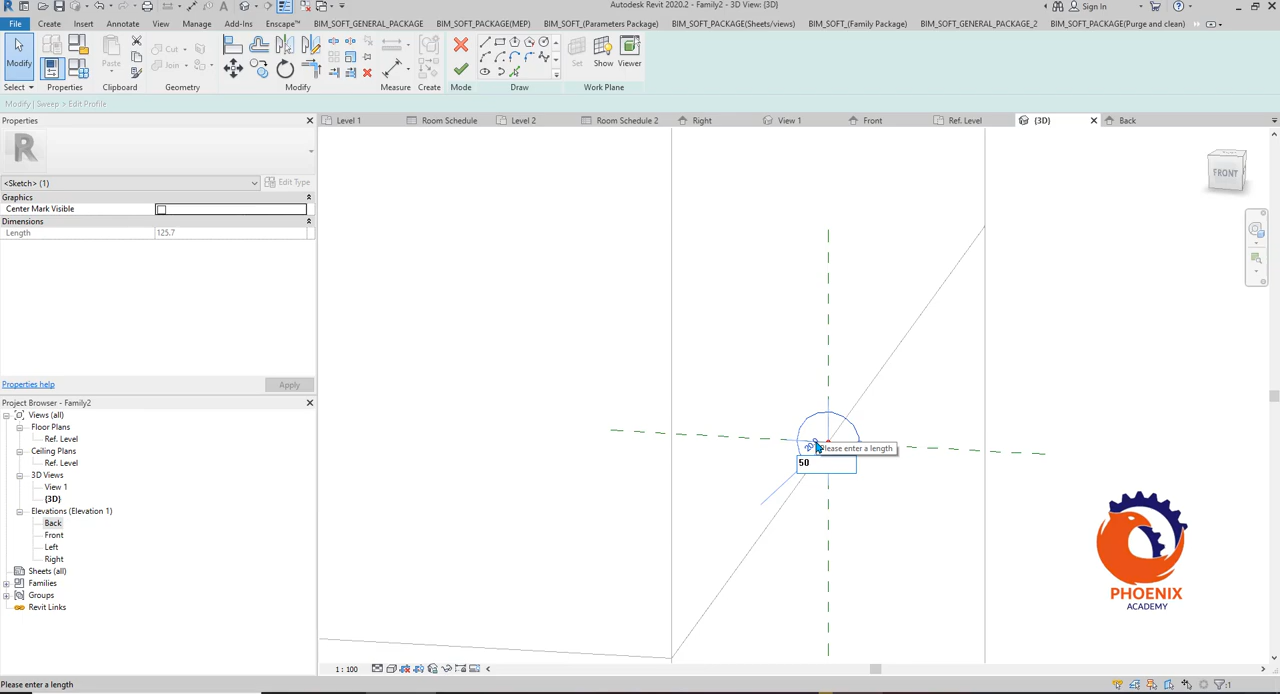 Autodesk Revit 2020.2 - Family2 - 3D View: {3D}
Sign In
File Create Insert Annotate View Manage Add-Ins Enscape™ BIM_SOFT_GENERAL_PACKAGE BIM_SOFT_PACKAGE(MEP) BIM_SOFT_(Parameters Package) BIM_SOFT_PACKAGE(Sheets/views) BIM_SOFT_(Family Package) BIM_SOFT_GENERAL_PACKAGE_2 BIM_SOFT_PACKAGE(Purge and clean)
Modify Paste Cut Join Set Show Viewer
Select Properties Clipboard Geometry Modify Measure Create Mode Draw Work Plane
Modify | Sweep > Edit Profile
Properties
Level 1 Room Schedule Level 2 Room Schedule 2 Right View 1 Front Ref. Level {3D} Back
R
<Sketch> (1) Edit Type
Graphics
Center Mark Visible
Dimensions
Length 125.7
FRONT
Properties help Apply
Project Browser - Family2
Views (all)
Floor Plans
Ref. Level
Ceiling Plans
Ref. Level
3D Views
View 1
{3D}
Elevations (Elevation 1)
Back
Front
Left
Right
Sheets (all)
Families
Groups
Revit Links
Please enter a length
50
PHOENIX
ACADEMY
1 : 100
Please enter a length
:1